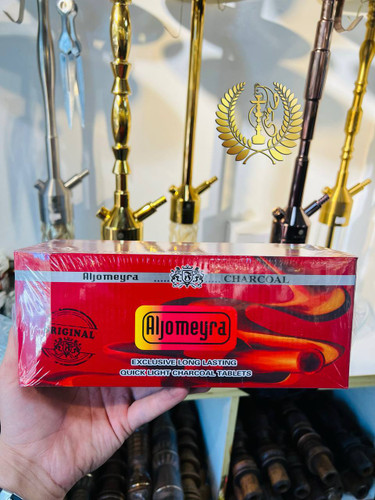 Aljomeyra ..... ..... CHARCOAL
ORIGINAL
Aljomeyra
EXCLUSIVE LONG LASTING
QUICK LIGHT CHARCOAL TABLETS